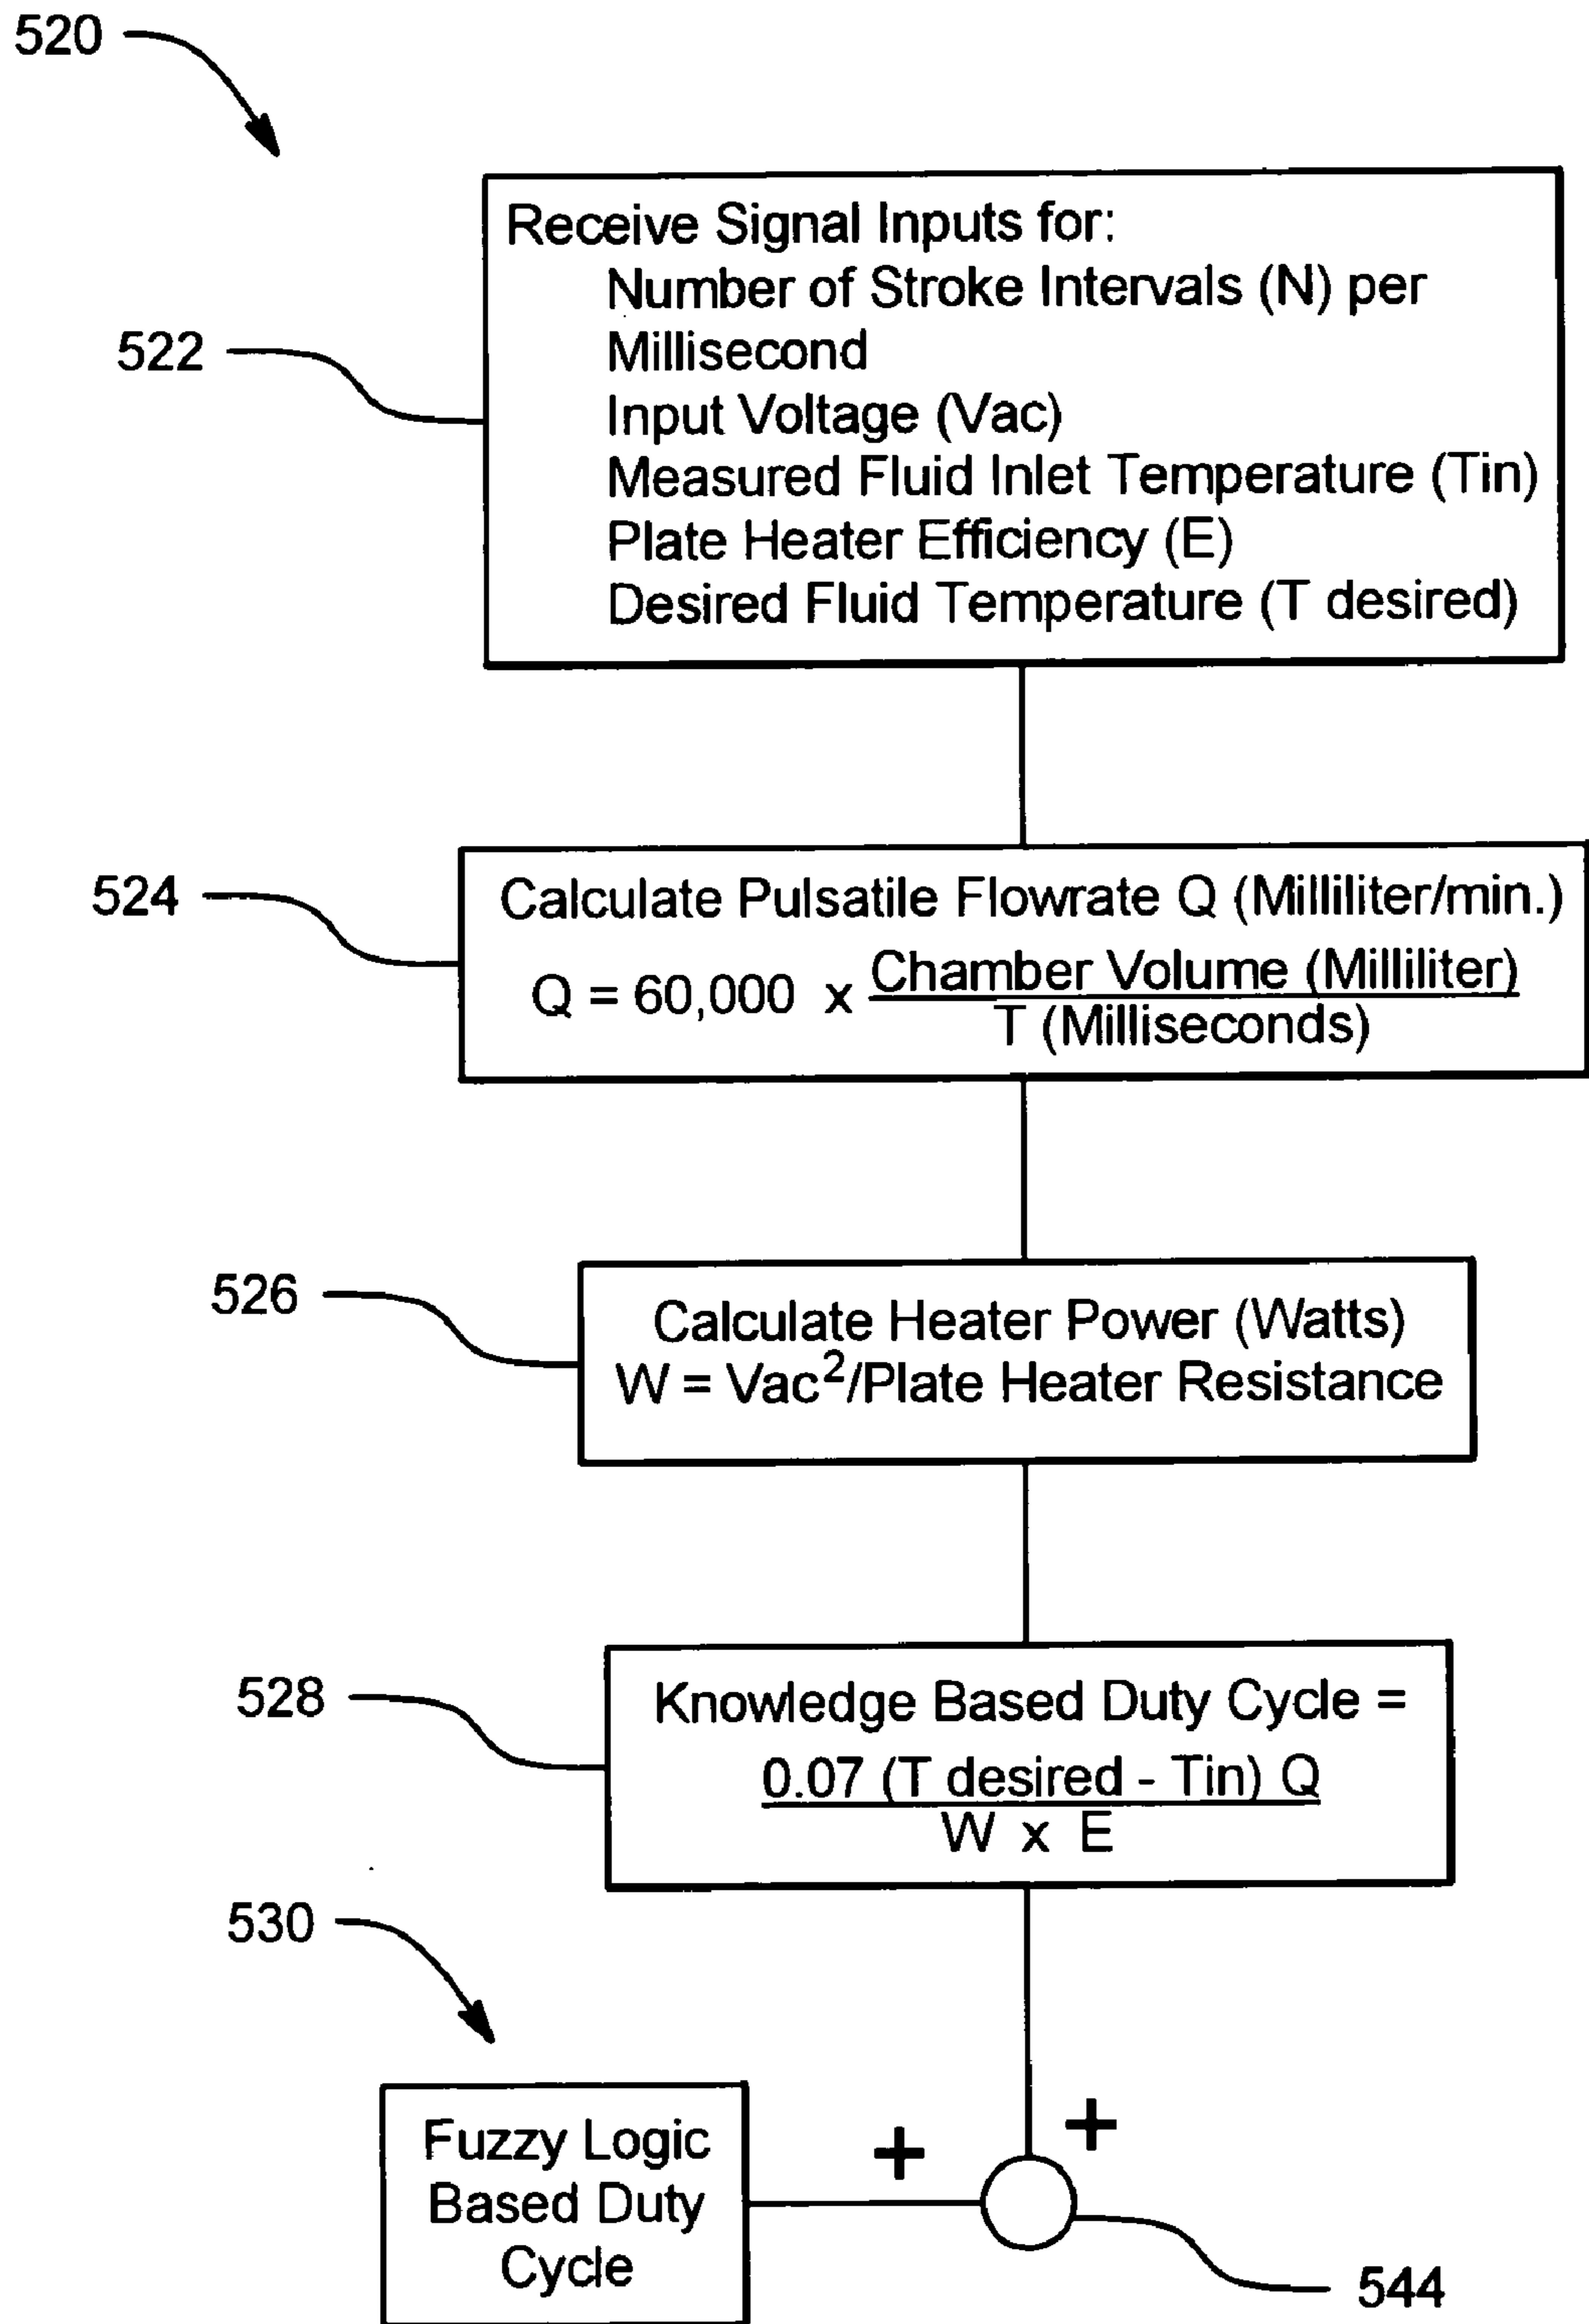 520
Receive Signal Inputs for:
Number of Stroke Intervals (N) per
Millisecond
522
Input Voltage (Vac)
Measured Fluid Inlet Temperature (Tin)
Plate Heater Efficiency (E)
Desired Fluid Temperature (T desired)
524
Calculate Pulsatile Flowrate Q (Milliliter/min.)
Q = 60,000 x Chamber Volume (Milliliter)
T (Milliseconds)
526
Calculate Heater Power (Watts)
W = Vac²/Plate Heater Resistance
528
Knowledge Based Duty Cycle =
0.07 (T desired - Tin) Q
W x E
530
Fuzzy Logic
Based Duty
Cycle
+
+
544